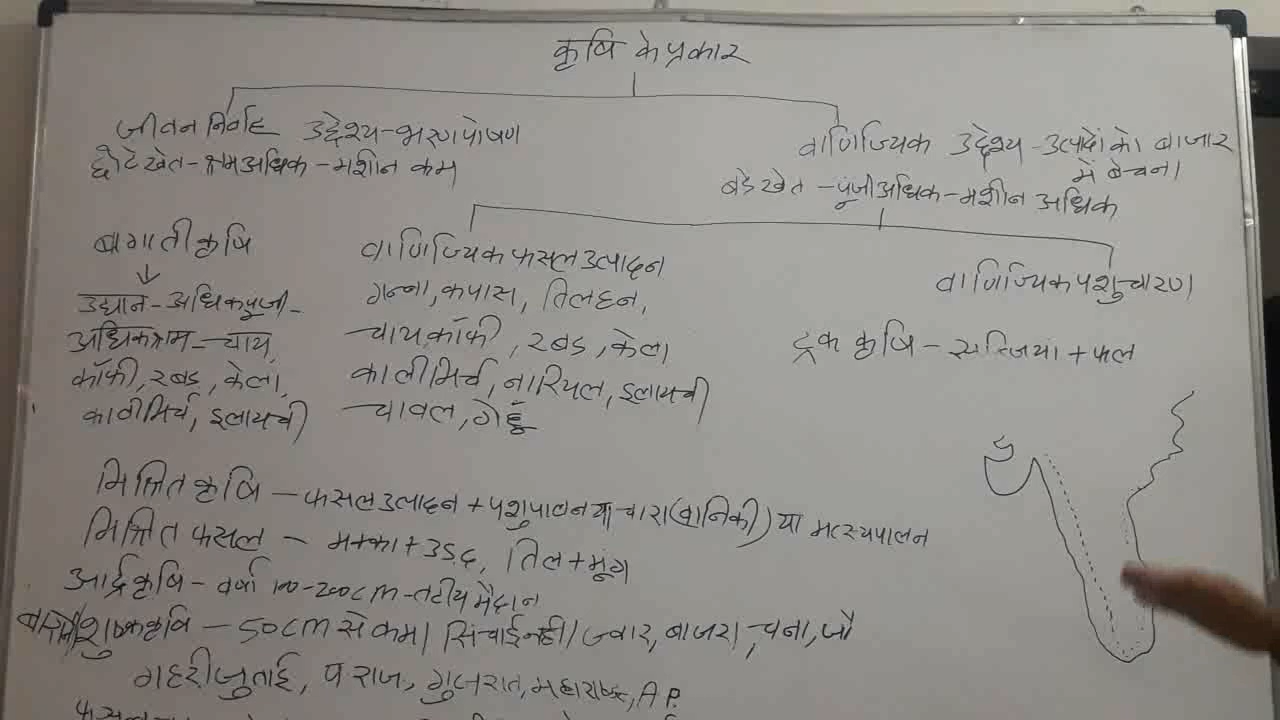 कृषि के प्रकार
जीवन निर्वाह उद्देश्य-भरणपोषण
छोटे खेत-श्रम अधिक-मशीन कम
वाणिज्यिक उद्देश्य-उत्पादों को बाजार
में बेचना
बडे खेत-पूंजी अधिक-मशीन अधिक
बागाती कृषि
↓
उद्यान-अधिक पूंजी-
अधिक श्रम-चाय,
कॉफी, रबड़, केला,
काली मिर्च, इलायची
वाणिज्यिक फसल उत्पादन
गन्ना, कपास, तिलहन,
चाय, कॉफी, रबड, केला
काली मिर्च, नारियल, इलायची
चावल, गेहूँ
वाणिज्यिक पशुचारण
ट्रक कृषि-सब्जियां+फल
मिश्रित कृषि-फसल उत्पादन+पशुपालन या चारा(वानिकी) या मत्स्यपालन
मिश्रित फसल-मक्का+उड़द, तिल+मूंग
आर्द्र कृषि-वर्षा 100-200cm-तटीय मैदान
शुष्क कृषि-50cm से कम। सिंचाई नहीं। ज्वार, बाजरा, चना, जौ
गहरी जुताई, प राज, गुजरात, महाराष्ट्र, A.P.